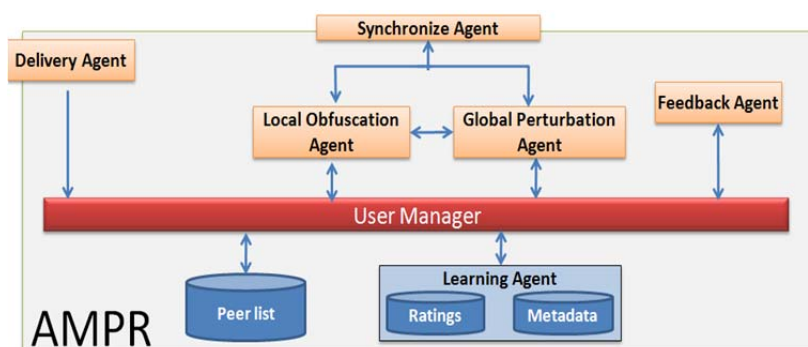 Synchronize Agent
Delivery Agent
Local Obfuscation
Agent
Global Perturbation
Agent
Feedback Agent
User Manager
Peer list
Learning Agent
Ratings
Metadata
AMPR